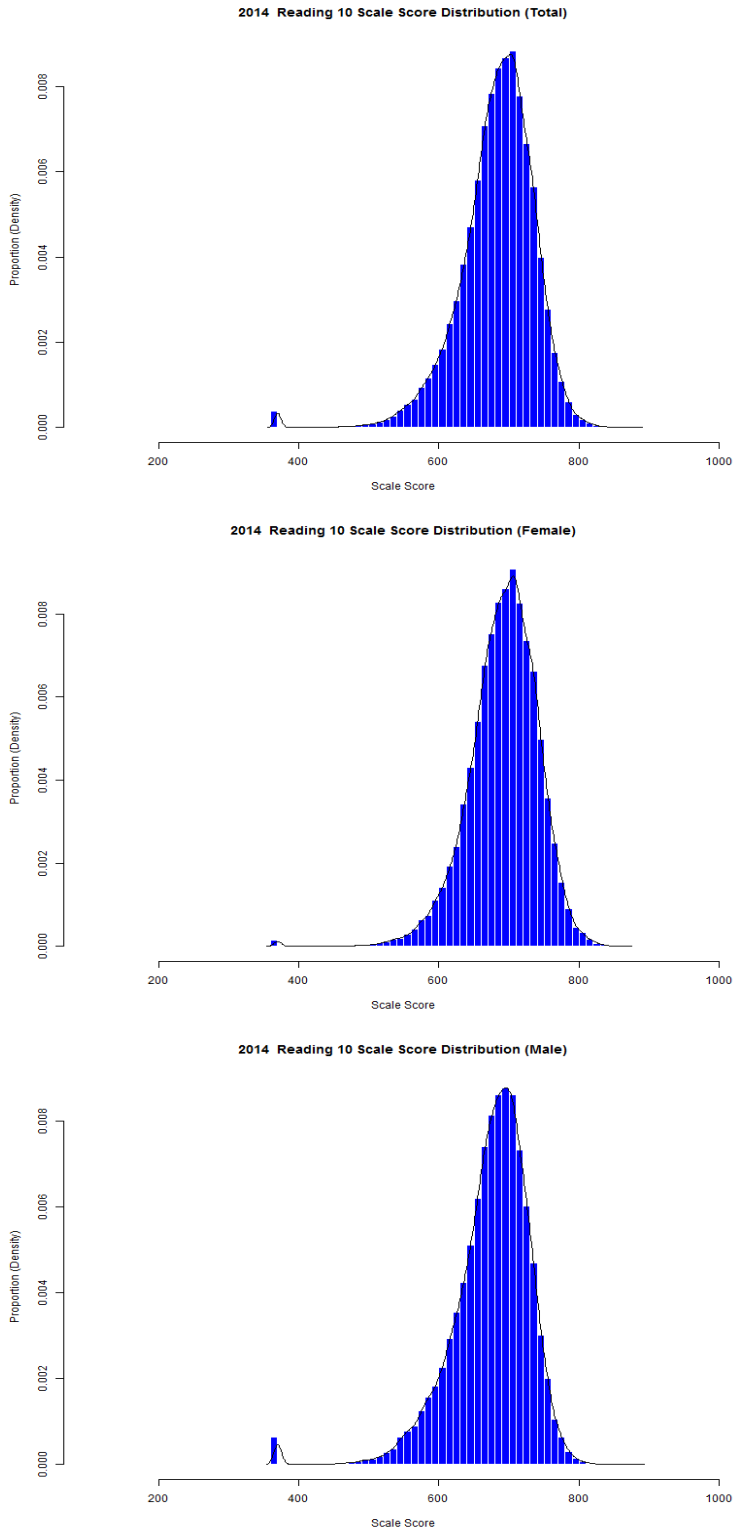 2014 Reading 10 Scale Score Distribution (Total)
Proportion (Density)
0.008
0.006
0.004
0.002
0.000
200 400 600 800 1000
Scale Score
2014 Reading 10 Scale Score Distribution (Female)
Proportion (Density)
0.008
0.006
0.004
0.002
0.000
200 400 600 800 1000
Scale Score
2014 Reading 10 Scale Score Distribution (Male)
Proportion (Density)
0.008
0.006
0.004
0.002
0.000
200 400 600 800 1000
Scale Score